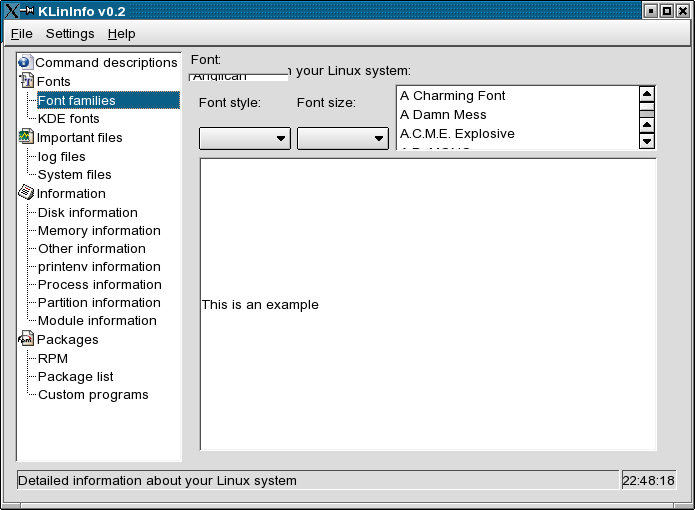 KLinInfo v0.2
File Settings Help
Command descriptions
Fonts
Font families
KDE fonts
Important files
log files
System files
Information
Disk information
Memory information
Other information
printenv information
Process information
Partition information
Module information
Packages
RPM
Package list
Custom programs
Font:
your Linux system:
Anglican
Font style: Font size:
A Charming Font
A Damn Mess
A.C.M.E. Explosive
This is an example
Detailed information about your Linux system
22:48:18